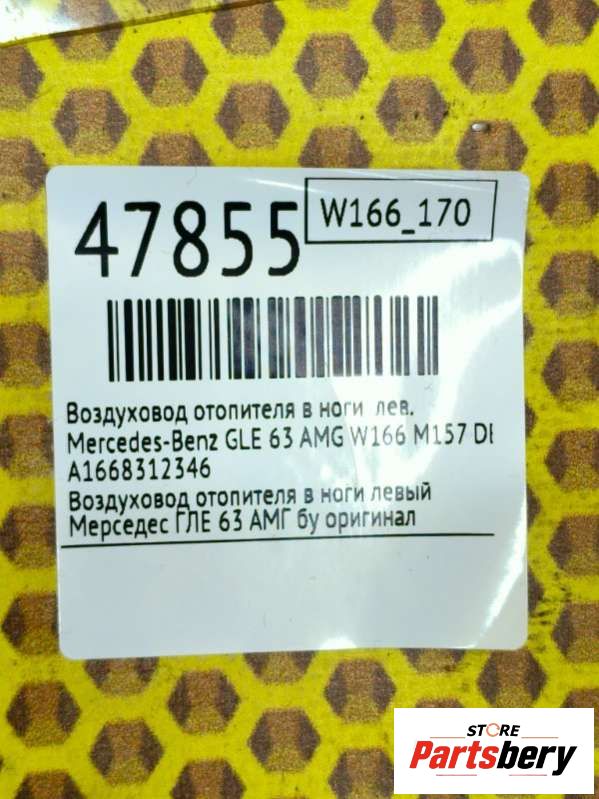 47855
W166_170
Воздуховод отопителя в ноги лев.
Mercedes-Benz GLE 63 AMG W166 M157
A1668312346
Воздуховод отопителя в ноги левый
Мерседес ГЛЕ 63 АМГ бу оригинал
STORE
Partsbery